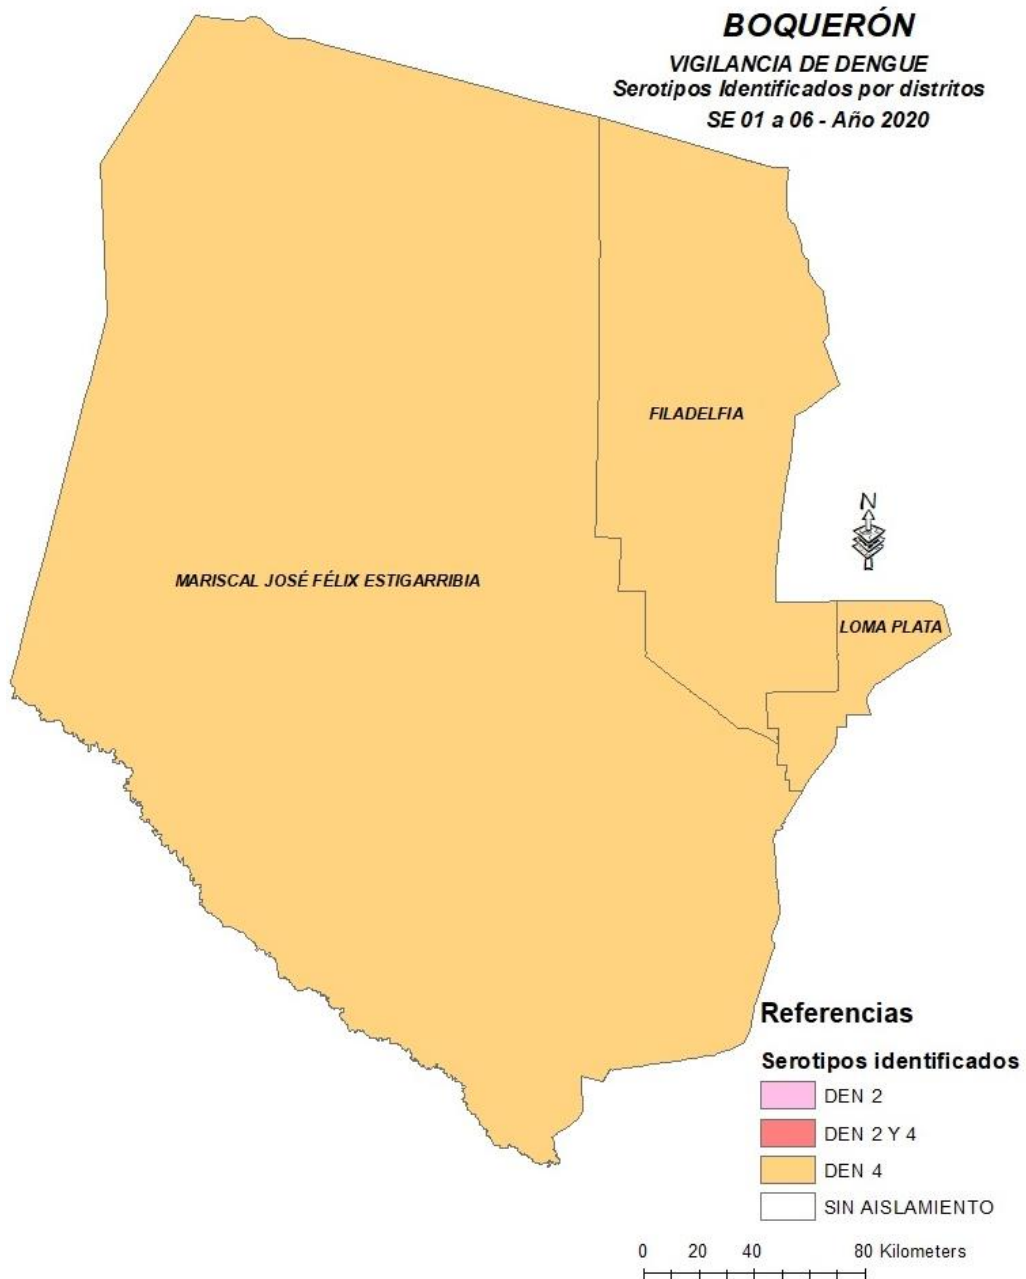 BOQUERÓN
VIGILANCIA DE DENGUE
Serotipos Identificados por distritos
SE 01 a 06 - Año 2020
FILADELFIA
N
MARISCAL JOSÉ FÉLIX ESTIGARRIBIA
LOMA PLATA
Referencias
Serotipos identificados
DEN 2
DEN 2 Y 4
DEN 4
SIN AISLAMIENTO
0 20 40 80 Kilometers